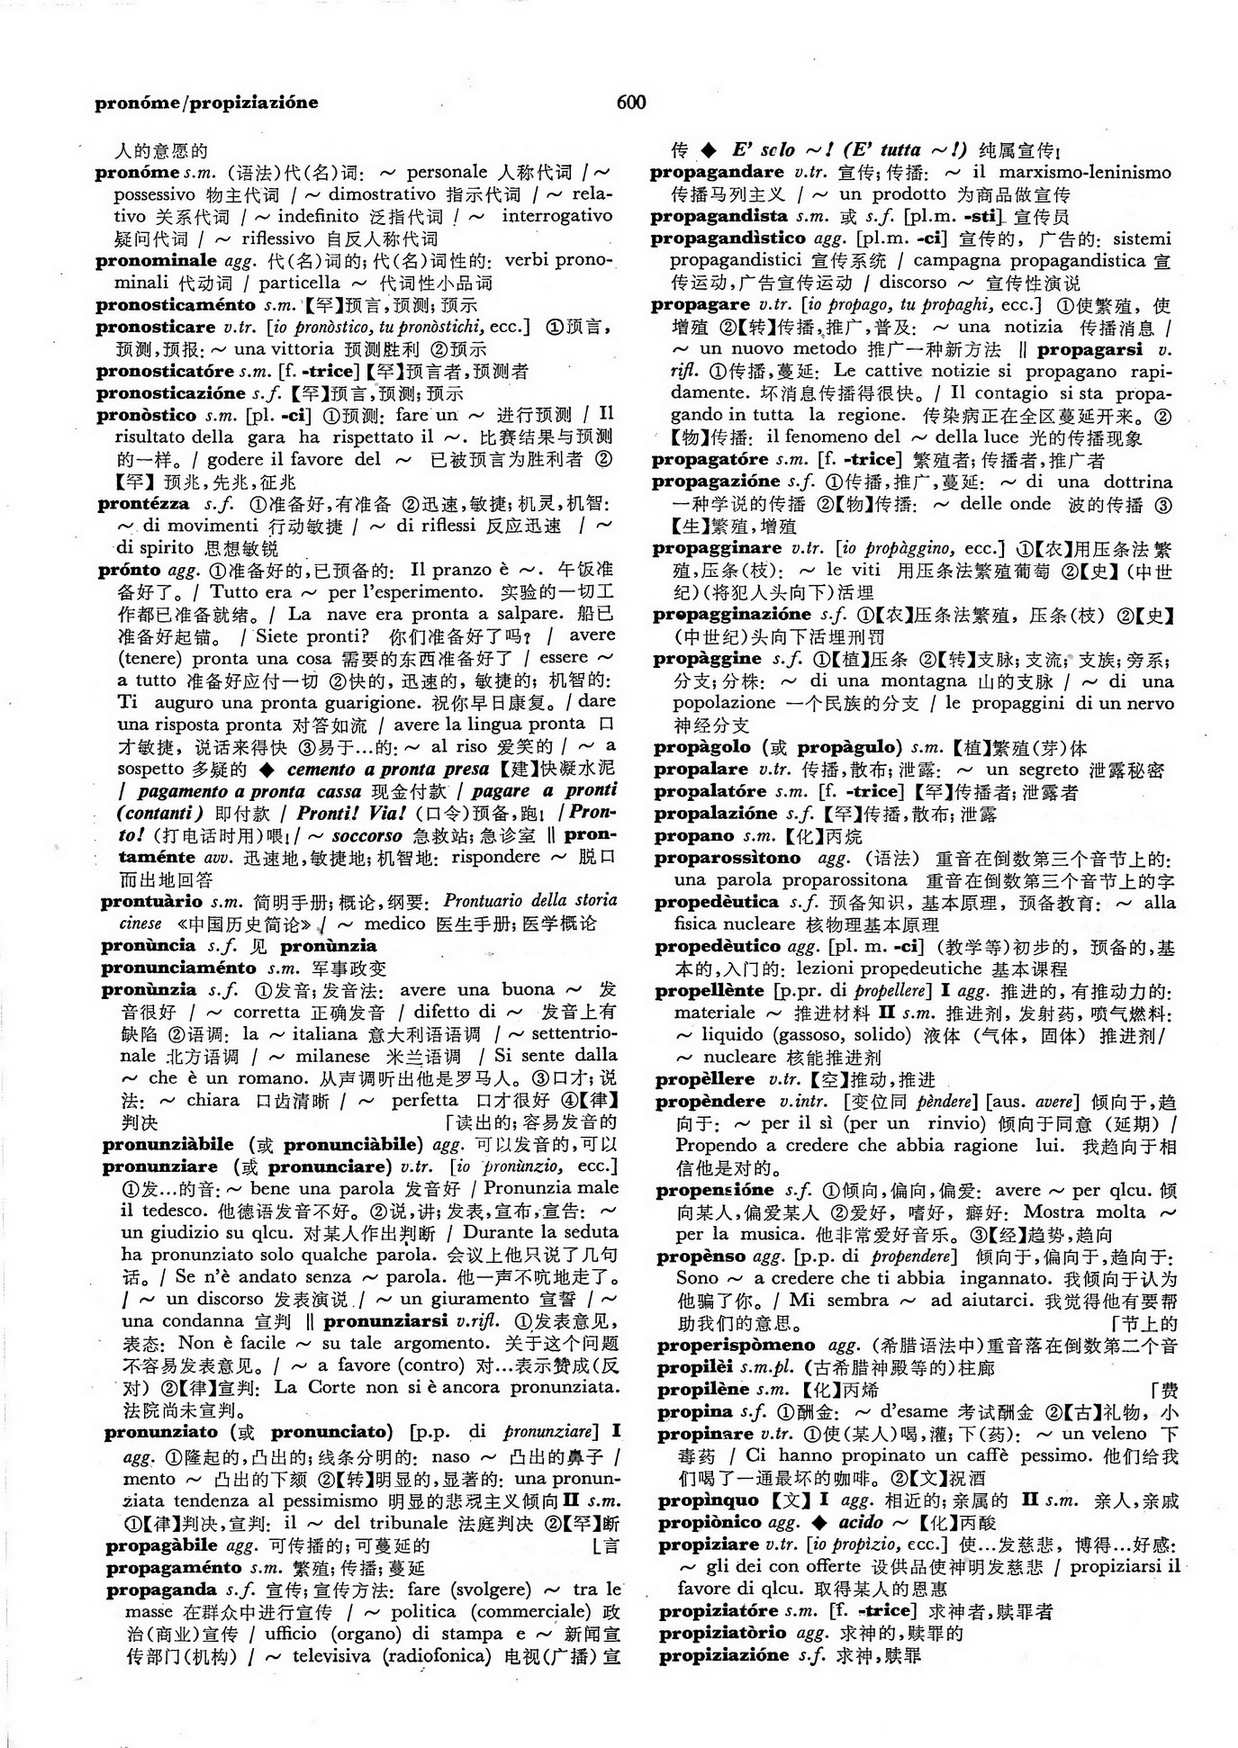 pronóme/propiziazióne
600
人的意愿的
pronóme s.m. (语法)代(名)词: ～ personale 人称代词 /～
possessivo 物主代词 / ～ dimostrativo 指示代词 / ～ rela-
tivo 关系代词 / ～ indefinito 泛指代词 / ～ interrogativo
疑问代词 / ～ riflessivo 自反人称代词
pronominale agg. 代(名)词的; 代(名)词性的: verbi prono-
minali 代动词 / particella ～ 代词性小品词
pronosticaménto s.m.【罕】预言,预测; 预示
pronosticare v.tr. [io pronòstico, tu pronòstichi, ecc.] ①预言,
预测,预报: ～ una vittoria 预测胜利 ②预示
pronosticatóre s.m. [f. -trice]【罕】预言者,预测者
pronosticazióne s.f.【罕】预言,预测; 预示
pronòstico s.m. [pl. -ci] ①预测: fare un ～ 进行预测 / Il
risultato della gara ha rispettato il ～. 比赛结果与预测
的一样。/ godere il favore del ～ 已被预言为胜利者 ②
【罕】预兆,先兆,征兆
prontézza s.f. ①准备好,有准备 ②迅速,敏捷; 机灵,机智:
～ di movimenti 行动敏捷 / ～ di riflessi 反应迅速 / ～
di spirito 思想敏锐
prónto agg. ①准备好的,已预备的: Il pranzo è ～. 午饭准
备好了。/ Tutto era ～ per l'esperimento. 实验的一切工
作都已准备就绪。/ La nave era pronta a salpare. 船已
准备好起锚。/ Siete pronti? 你们准备好了吗? / avere
(tenere) pronta una cosa 需要的东西准备好了 / essere ～
a tutto 准备好应付一切 ②快的, 迅速的, 敏捷的; 机智的:
Ti auguro una pronta guarigione. 祝你早日康复。/ dare
una risposta pronta 对答如流 / avere la lingua pronta 口
才敏捷, 说话来得快 ③易于…的: ～ al riso 爱笑的 / ～ a
sospetto 多疑的 ◆ cemento a pronta presa【建】快凝水泥
/ pagamento a pronta cassa 现金付款 / pagare a pronti
(contanti) 即付款 / Pronti! Via! (口令)预备,跑! /Pron-
to! (打电话时用)喂!/ ～ soccorso 急救站; 急诊室 ‖ pron-
taménte avv. 迅速地,敏捷地; 机智地: rispondere ～ 脱口
而出地回答
prontuàrio s.m. 简明手册; 概论,纲要: Prontuario della storia
cinese 《中国历史简论》/ ～ medico 医生手册; 医学概论
pronùncia s.f. 见 pronùnzia
pronunciaménto s.m. 军事政变
pronùnzia s.f. ①发音; 发音法: avere una buona ～ 发
音很好 / ～ corretta 正确发音 / difetto di ～ 发音上有
缺陷 ②语调: la ～ italiana 意大利语语调 / ～ settentrio-
nale 北方语调 / ～ milanese 米兰语调 / Si sente dalla
～ che è un romano. 从声调听出他是罗马人。③口才; 说
法: ～ chiara 口齿清晰 / ～ perfetta 口才很好 ④【律】
判决 「读出的; 容易发音的
pronunziàbile (或 pronunciàbile) agg. 可以发音的,可以
pronunziare (或 pronunciare) v.tr. [io pronùnzio, ecc.]
①发…的音: ～ bene una parola 发音好 / Pronunzia male
il tedesco. 他德语发音不好。②说,讲; 发表,宣布,宣告: ～
un giudizio su qlcu. 对某人作出判断 / Durante la seduta
ha pronunziato solo qualche parola. 会议上他只说了几句
话。/ Se n'è andato senza ～ parola. 他一声不吭地走了。
/ ～ un discorso 发表演说 / ～ un giuramento 宣誓 / ～
una condanna 宣判 ‖ pronunziarsi v.rifl. ①发表意见,
表态: Non è facile ～ su tale argomento. 关于这个问题
不容易发表意见。/ ～ a favore (contro) 对…表示赞成(反
对) ②【律】宣判: La Corte non si è ancora pronunziata.
法院尚未宣判。
pronunziato (或 pronunciato) [p.p. di pronunziare] I
agg. ①隆起的,凸出的; 线条分明的: naso ～ 凸出的鼻子 /
mento ～ 凸出的下颏 ②【转】明显的,显著的: una pronun-
ziata tendenza al pessimismo 明显的悲观主义倾向 II s.m.
①【律】判决,宣判: il ～ del tribunale 法庭判决 ②【罕】断
propagàbile agg. 可传播的; 可蔓延的 ⌊言
propagaménto s.m. 繁殖; 传播; 蔓延
propaganda s.f. 宣传; 宣传方法: fare (svolgere) ～ tra le
masse 在群众中进行宣传 / ～ politica (commerciale) 政
治(商业)宣传 / ufficio (organo) di stampa e ～ 新闻宣
传部门(机构) / ～ televisiva (radiofonica) 电视(广播)宣
传 ◆ E' solo ～! (E' tutta ～!) 纯属宣传!
propagandare v.tr. 宣传; 传播: ～ il marxismo-leninismo
传播马列主义 / ～ un prodotto 为商品做宣传
propagandista s.m. 或 s.f. [pl.m. -sti] 宣传员
propagandìstico agg. [pl.m. -ci] 宣传的, 广告的: sistemi
propagandistici 宣传系统 / campagna propagandistica 宣
传运动,广告宣传运动 / discorso ～ 宣传性演说
propagare v.tr. [io propago, tu propaghi, ecc.] ①使繁殖, 使
增殖 ②【转】传播,推广,普及: ～ una notizia 传播消息 /
～ un nuovo metodo 推广一种新方法 ‖ propagarsi v.
rifl. ①传播,蔓延: Le cattive notizie si propagano rapi-
damente. 坏消息传播得很快。/ Il contagio si sta propa-
gando in tutta la regione. 传染病正在全区蔓延开来。②
【物】传播: il fenomeno del ～ della luce 光的传播现象
propagatóre s.m. [f. -trice] 繁殖者; 传播者,推广者
propagazióne s.f. ①传播,推广,蔓延: ～ di una dottrina
一种学说的传播 ②【物】传播: ～ delle onde 波的传播 ③
【生】繁殖,增殖
propagginare v.tr. [io propàggino, ecc.] ①【农】用压条法繁
殖,压条(枝): ～ le viti 用压条法繁殖葡萄 ②【史】(中世
纪)(将犯人头向下)活埋
propagginazióne s.f. ①【农】压条法繁殖, 压条(枝) ②【史】
(中世纪)头向下活埋刑罚
propàggine s.f. ①【植】压条 ②【转】支脉; 支流; 支族; 旁系;
分支; 分株: ～ di una montagna 山的支脉 / ～ di una
popolazione 一个民族的分支 / le propaggini di un nervo
神经分支
propàgolo (或 propàgulo) s.m.【植】繁殖(芽)体
propalare v.tr. 传播,散布; 泄露: ～ un segreto 泄露秘密
propalatóre s.m. [f. -trice]【罕】传播者; 泄露者
propalazióne s.f.【罕】传播,散布; 泄露
propano s.m.【化】丙烷
proparossìtono agg. (语法) 重音在倒数第三个音节上的:
una parola proparossitona 重音在倒数第三个音节上的字
propedèutica s.f. 预备知识, 基本原理, 预备教育: ～ alla
fisica nucleare 核物理基本原理
propedèutico agg. [pl. m. -ci] (教学等)初步的, 预备的,基
本的,入门的: lezioni propedeutiche 基本课程
propellènte [p.pr. di propellere] I agg. 推进的, 有推动力的:
materiale ～ 推进材料 II s.m. 推进剂, 发射药, 喷气燃料:
～ liquido (gassoso, solido) 液体 (气体, 固体) 推进剂/
～ nucleare 核能推进剂
propèllere v.tr.【空】推动,推进
propèndere v.intr. [变位同 pèndere] [aus. avere] 倾向于,趋
向于: ～ per il sì (per un rinvio) 倾向于同意 (延期) /
Propendo a credere che abbia ragione lui. 我趋向于相
信他是对的。
propensióne s.f. ①倾向,偏向,偏爱: avere ～ per qlcu. 倾
向某人,偏爱某人 ②爱好, 嗜好, 癖好: Mostra molta ～
per la musica. 他非常爱好音乐。③【经】趋势,趋向
propènso agg. [p.p. di propendere] 倾向于,偏向于,趋向于:
Sono ～ a credere che ti abbia ingannato. 我倾向于认为
他骗了你。/ Mi sembra ～ ad aiutarci. 我觉得他有要帮
助我们的意思。 「节上的
properispòmeno agg. (希腊语法中)重音落在倒数第二个音
propilèi s.m.pl. (古希腊神殿等的)柱廊
propilène s.m.【化】丙烯 「费
propina s.f. ①酬金: ～ d'esame 考试酬金 ②【古】礼物, 小
propinare v.tr. ①使(某人)喝,灌; 下(药): ～ un veleno 下
毒药 / Ci hanno propinato un caffè pessimo. 他们给我
们喝了一通最坏的咖啡。②【文】祝酒
propìnquo【文】I agg. 相近的; 亲属的 II s.m. 亲人,亲戚
propiònico agg. ◆ acido ～【化】丙酸
propiziare v.tr. [io propìzio, ecc.] 使…发慈悲, 博得…好感:
～ gli dei con offerte 设供品使神明发慈悲 / propiziarsi il
favore di qlcu. 取得某人的恩惠
propiziatóre s.m. [f. -trice] 求神者,赎罪者
propiziatòrio agg. 求神的,赎罪的
propiziazióne s.f. 求神,赎罪